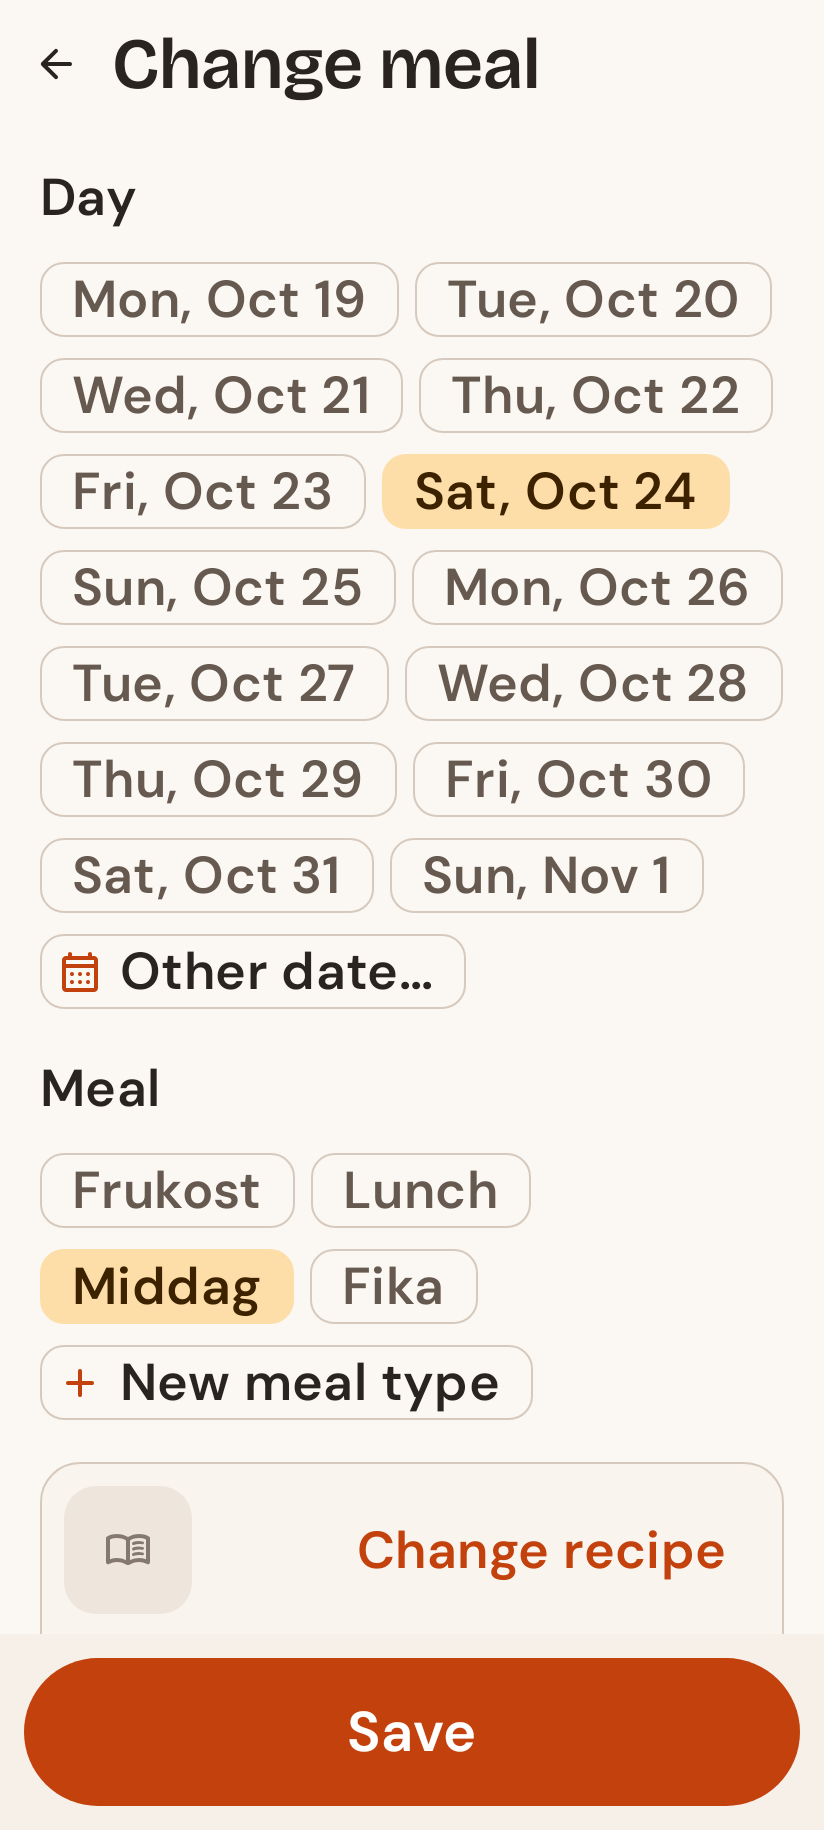 Change meal
Day
Mon, Oct 19 Tue, Oct 20
Wed, Oct 21 Thu, Oct 22
Fri, Oct 23 Sat, Oct 24
Sun, Oct 25 Mon, Oct 26
Tue, Oct 27 Wed, Oct 28
Thu, Oct 29 Fri, Oct 30
Sat, Oct 31 Sun, Nov 1
Other date...
Meal
Frukost Lunch
Middag Fika
New meal type
Change recipe
Save